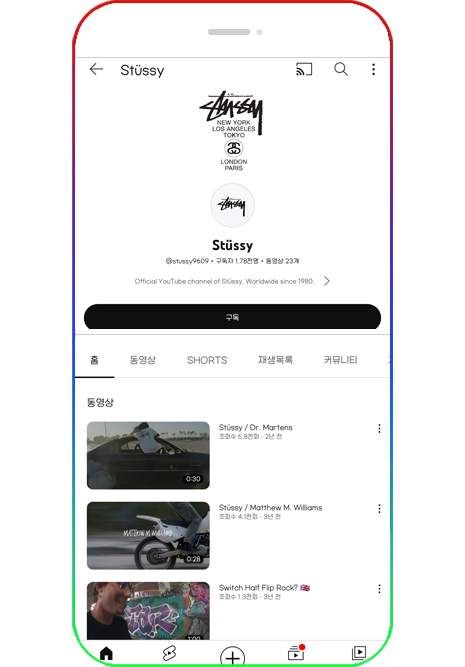 Stüssy
STÜSSY
NEW YORK
LOS ANGELES
TOKYO
LONDON
PARIS
Stüssy
Stüssy
@stussy9609 • 구독자 1.78천명 • 동영상 23개
Official YouTube channel of Stüssy. Worldwide since 1980.
구독
홈 동영상 SHORTS 재생목록 커뮤니티
동영상
Stüssy / Dr. Martens
조회수 6.8천회 · 2년 전
0:30
Stüssy / Matthew M. Williams
조회수 4.1천회 · 3년 전
MATTHEW M WILLIAMS
0:28
Switch Half Flip Rock? 🇬🇧
조회수 1.3천회 · 3년 전
1:00